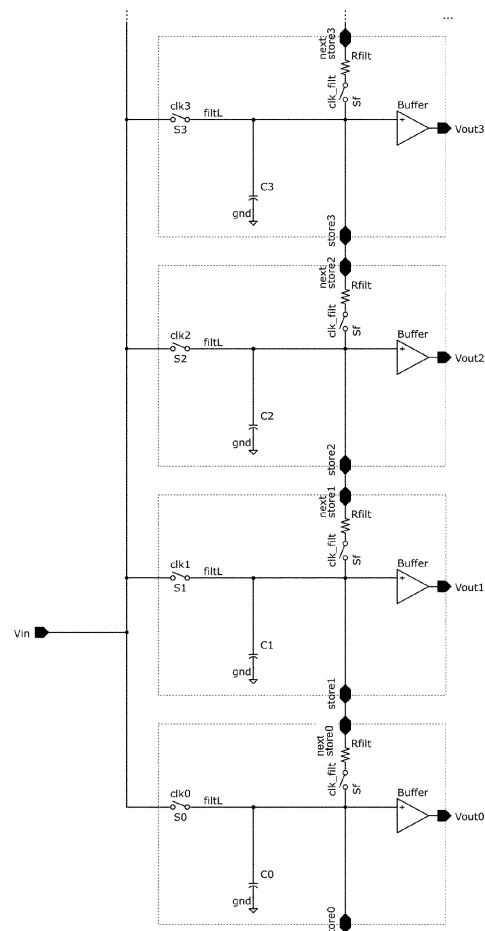 ...
next
store3
Rfilt
clk_filt
Sf
clk3
S3
filtL
C3
gnd
Buffer
Vout3
store3
next
store2
Rfilt
clk_filt
Sf
clk2
S2
filtL
C2
gnd
Buffer
Vout2
store2
next
store1
Rfilt
clk_filt
Sf
clk1
S1
filtL
C1
gnd
Buffer
Vout1
Vin
store1
next
store0
Rfilt
clk_filt
Sf
clk0
S0
filtL
C0
gnd
Buffer
Vout0